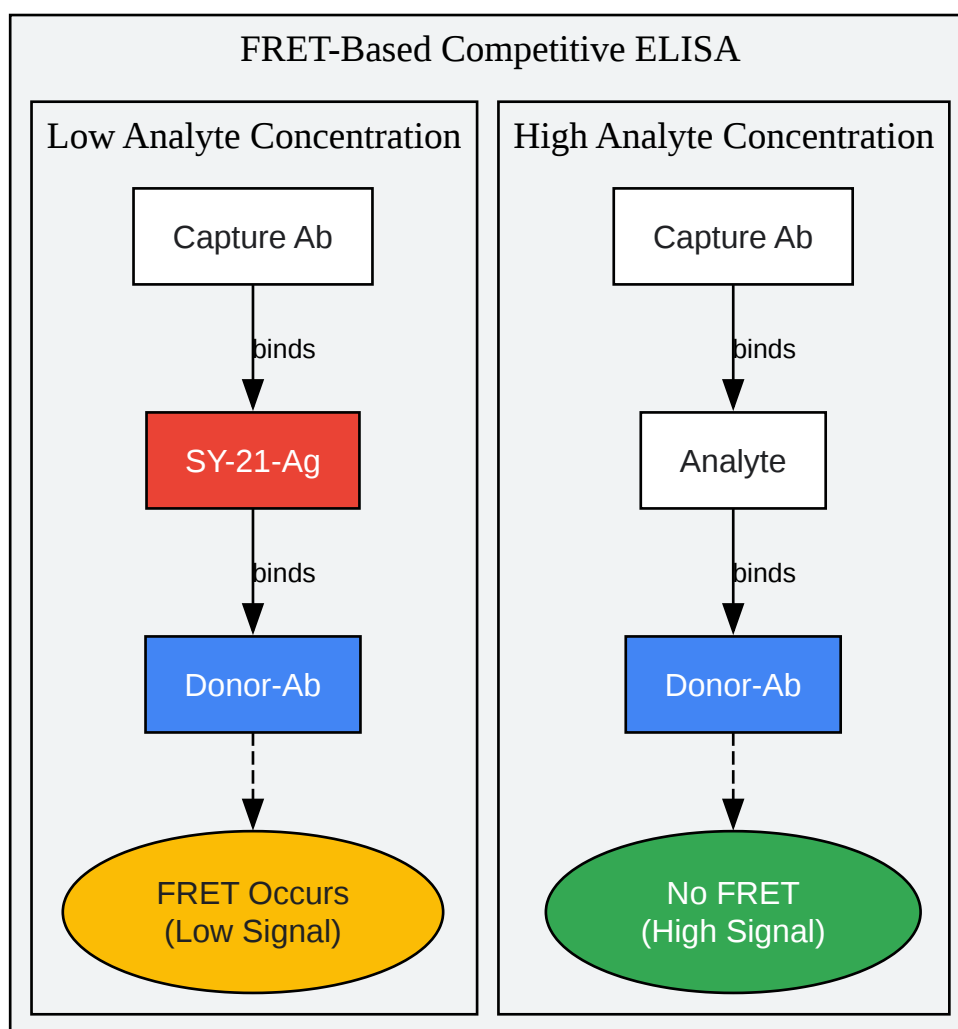 FRET-Based Competitive ELISA
Low Analyte Concentration
Capture Ab
binds
SY-21-Ag
binds
Donor-Ab
FRET Occurs
(Low Signal)
High Analyte Concentration
Capture Ab
binds
Analyte
binds
Donor-Ab
No FRET
(High Signal)